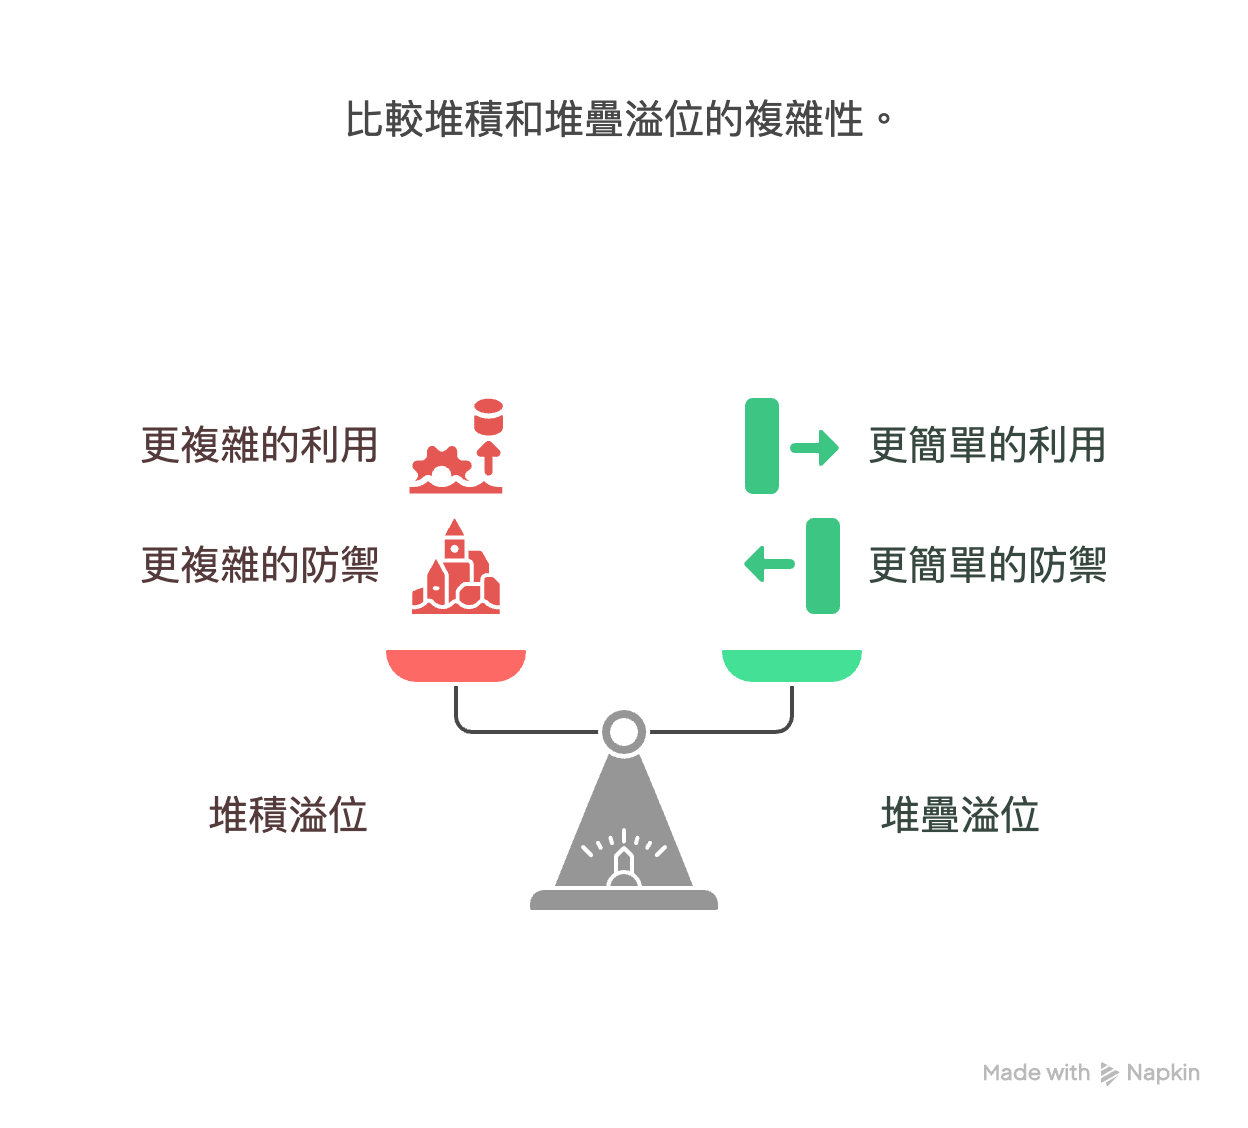 比較堆積和堆疊溢位的複雜性。
更複雜的利用
更簡單的利用
更複雜的防禦
更簡單的防禦
堆積溢位
堆疊溢位
Made with Napkin